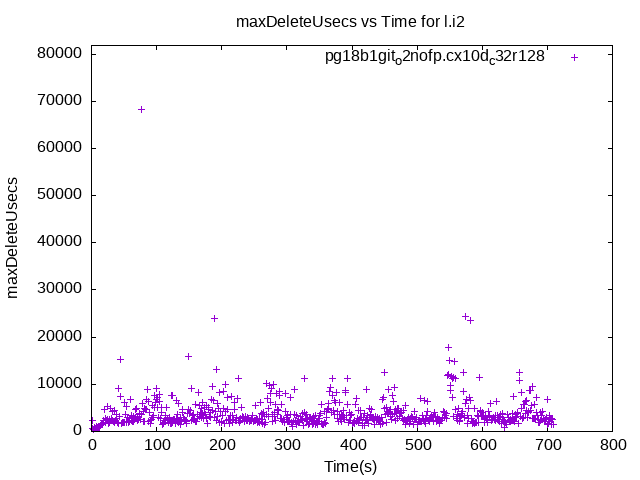 maxDeleteUsecs vs Time for l.i2
pg18b1git_o2nofp.cx10d_c32r128
80000
70000
60000
50000
40000
30000
20000
10000
0
maxDeleteUsecs
0 100 200 300 400 500 600 700 800
Time(s)